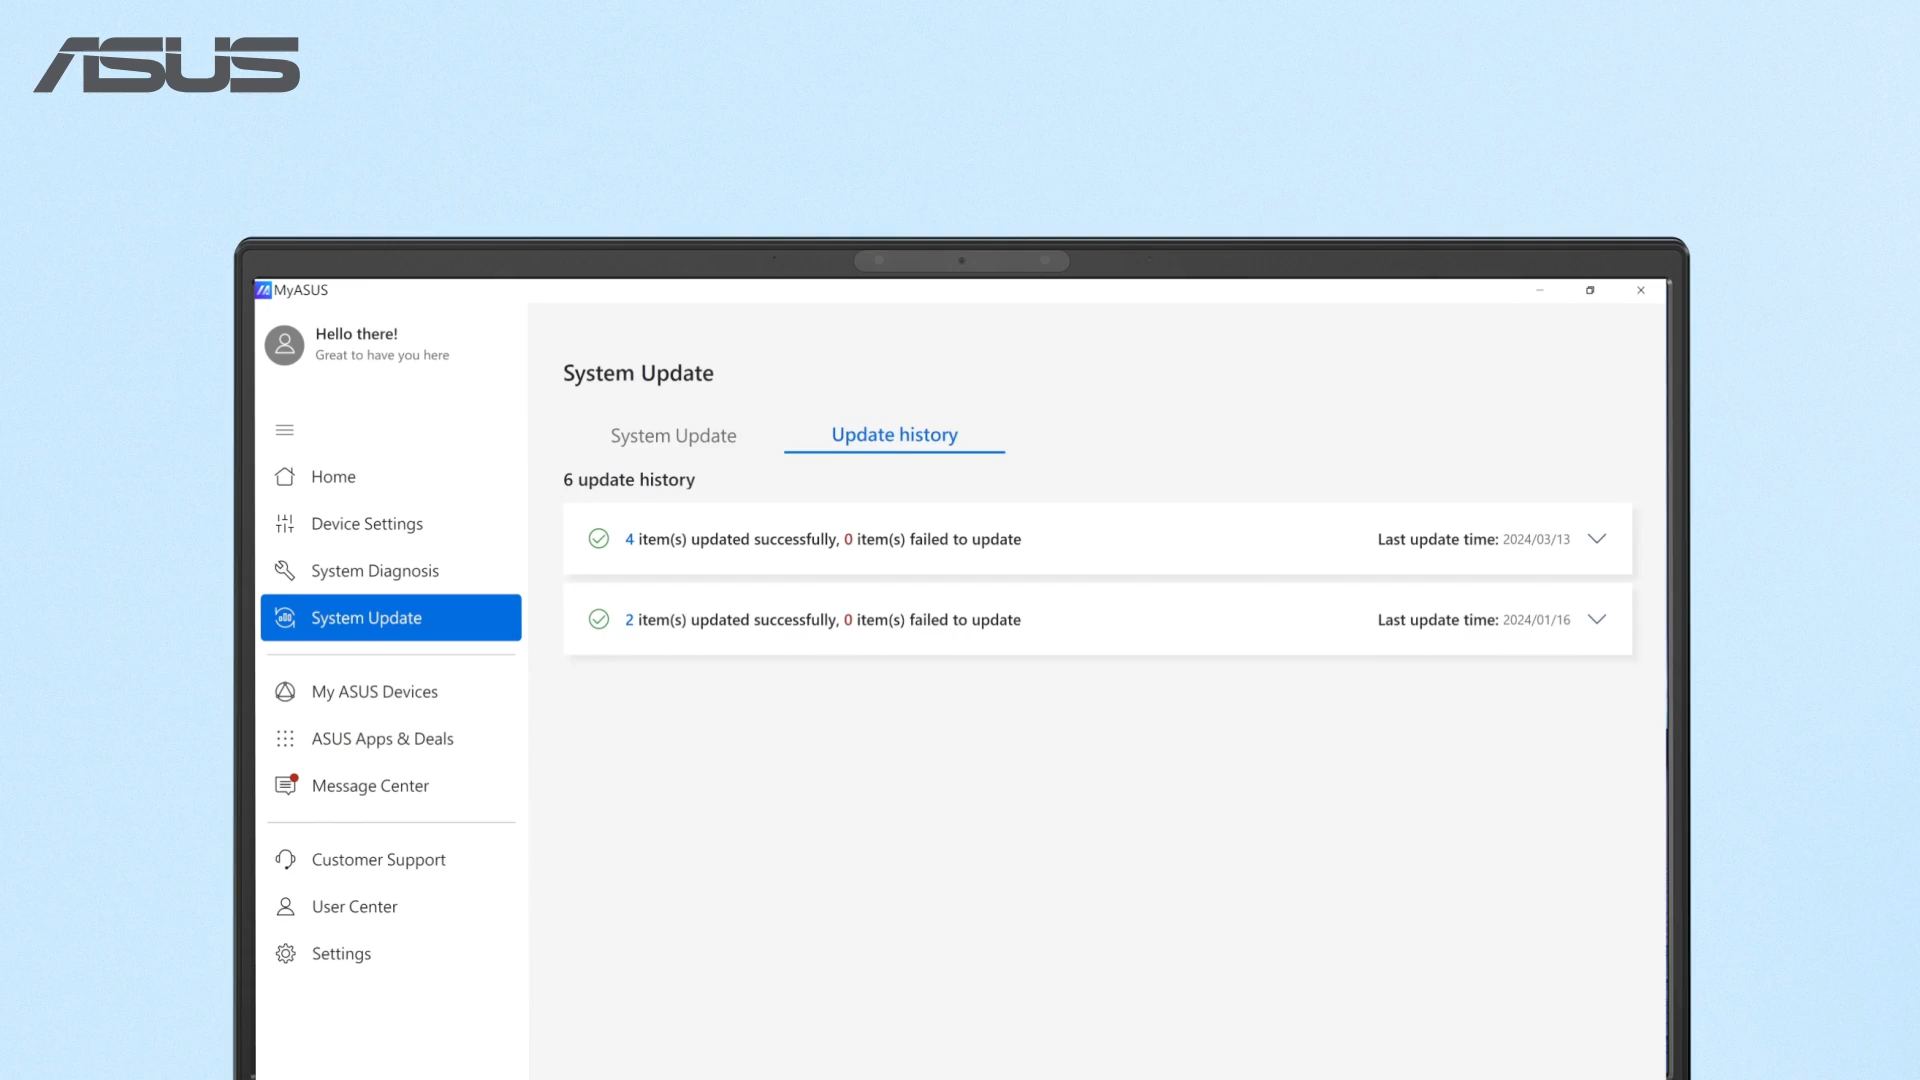 ASUS
MyASUS
Hello there!
Great to have you here
Home
Device Settings
System Diagnosis
System Update
My ASUS Devices
ASUS Apps & Deals
Message Center
Customer Support
User Center
Settings
System Update
System Update Update history
6 update history
4 item(s) updated successfully, 0 item(s) failed to update Last update time: 2024/03/13
2 item(s) updated successfully, 0 item(s) failed to update Last update time: 2024/01/16